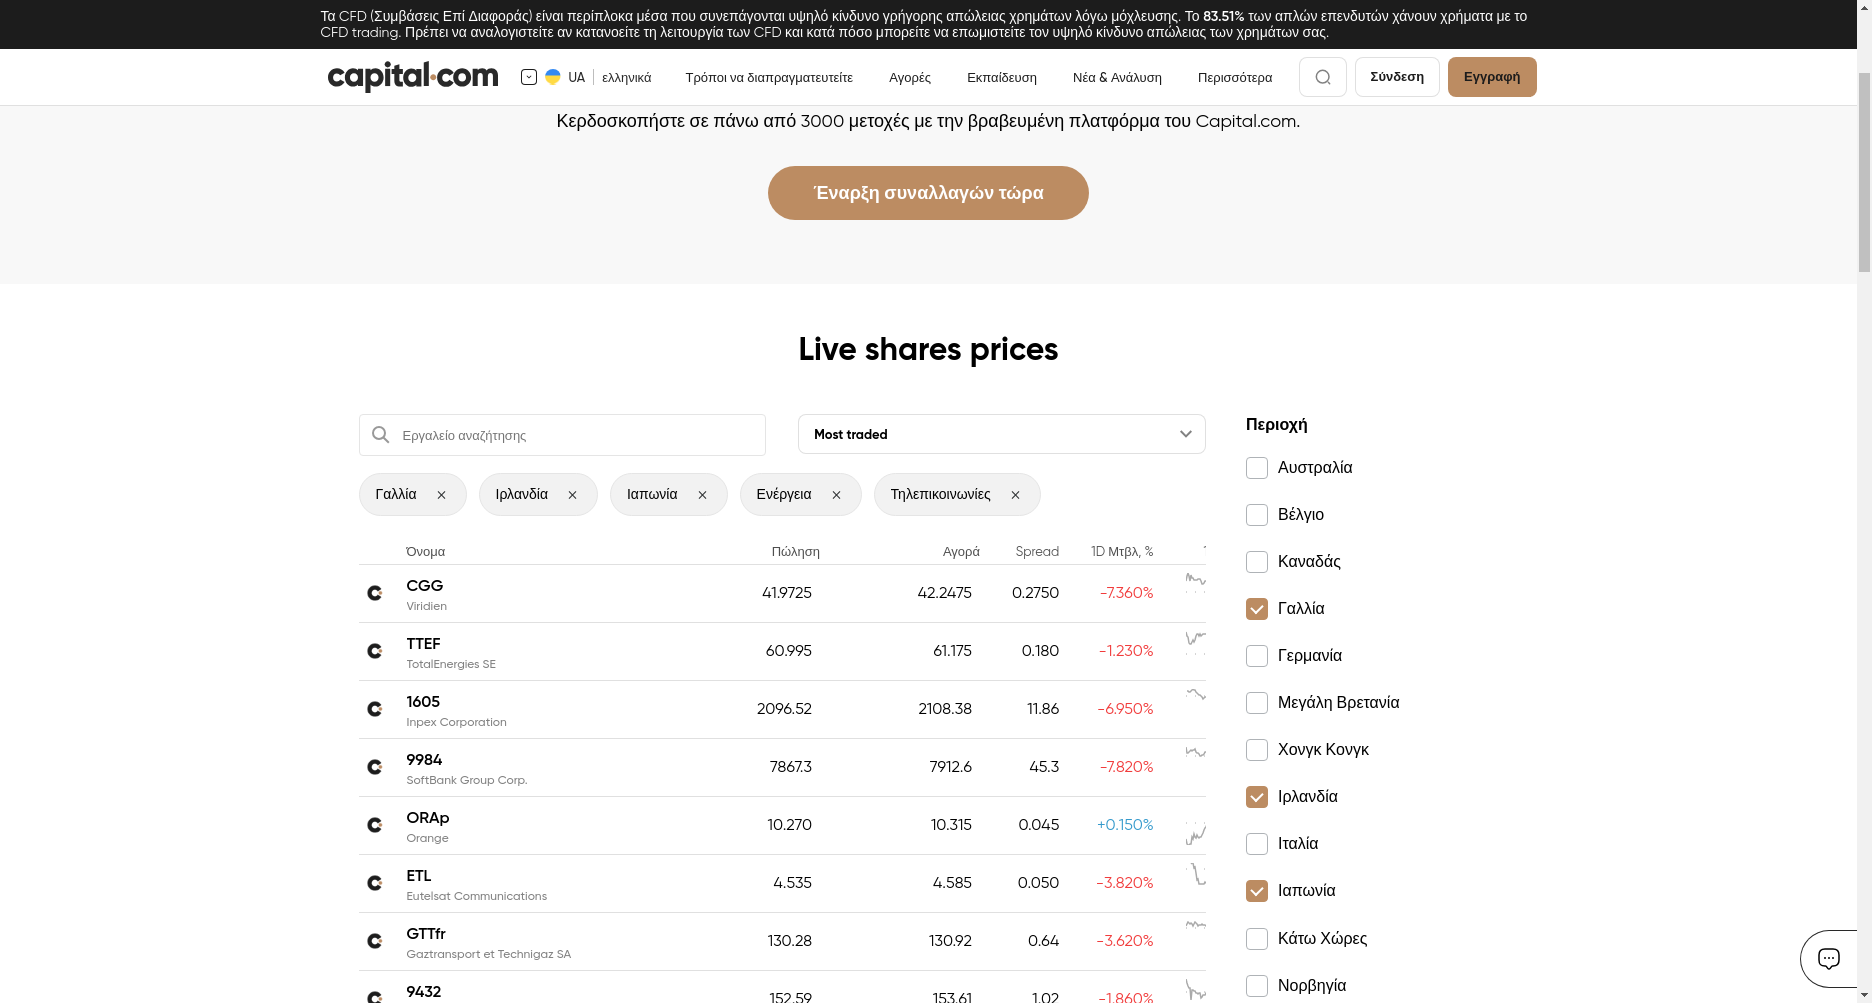 Τα CFD (Συμβάσεις Επί Διαφοράς) είναι περίπλοκα μέσα που συνεπάγονται υψηλό κίνδυνο γρήγορης απώλειας χρημάτων λόγω μόχλευσης. Το 83.51% των απλών επενδυτών χάνουν χρήματα με το
CFD trading. Πρέπει να αναλογιστείτε αν κατανοείτε τη λειτουργία των CFD και κατά πόσο μπορείτε να επωμιστείτε τον υψηλό κίνδυνο απώλειας των χρημάτων σας.
capital.com UA ελληνικά Τρόποι να διαπραγματευτείτε Αγορές Εκπαίδευση Νέα & Ανάλυση Περισσότερα Σύνδεση Εγγραφή
Κερδοσκοπήστε σε πάνω από 3000 μετοχές με την βραβευμένη πλατφόρμα του Capital.com.
Έναρξη συναλλαγών τώρα
Live shares prices
Εργαλείο αναζήτησης
Most traded
Γαλλία × Ιρλανδία × Ιαπωνία × Ενέργεια × Τηλεπικοινωνίες ×
Όνομα Πώληση Αγορά Spread 1D Μτβλ, %
CGG 41.9725 42.2475 0.2750 -7.360%
Viridien
TTEF 60.995 61.175 0.180 -1.230%
TotalEnergies SE
1605 2096.52 2108.38 11.86 -6.950%
Inpex Corporation
9984 7867.3 7912.6 45.3 -7.820%
SoftBank Group Corp.
ORAp 10.270 10.315 0.045 +0.150%
Orange
ETL 4.535 4.585 0.050 -3.820%
Eutelsat Communications
GTTfr 130.28 130.92 0.64 -3.620%
Gaztransport et Technigaz SA
9432 152.59 153.61 1.02 -1.860%
Περιοχή
Αυστραλία
Βέλγιο
Καναδάς
Γαλλία
Γερμανία
Μεγάλη Βρετανία
Χονγκ Κονγκ
Ιρλανδία
Ιταλία
Ιαπωνία
Κάτω Χώρες
Νορβηγία